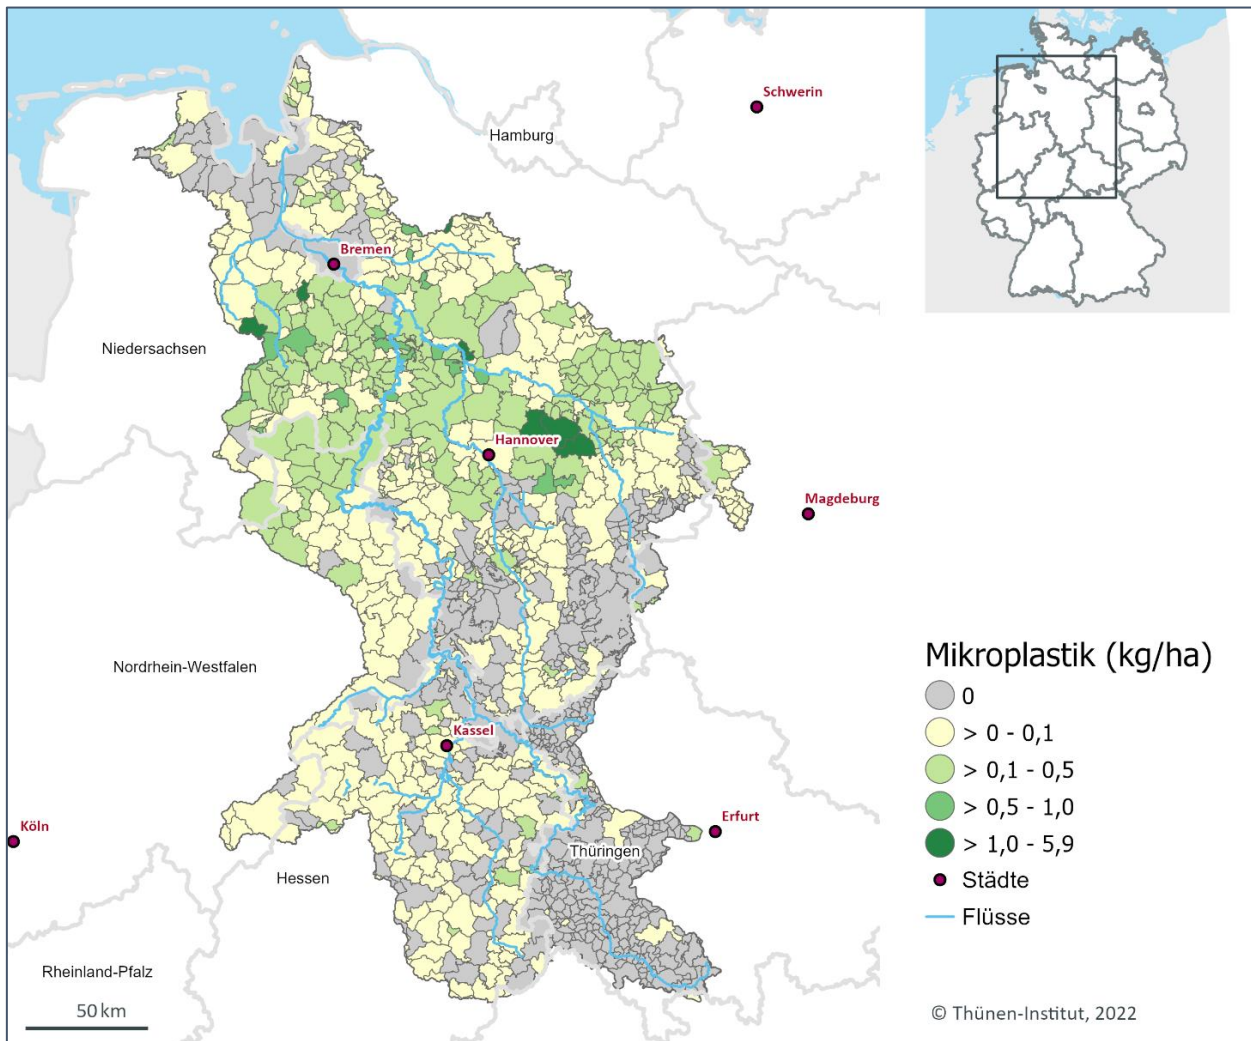 Schwerin
Hamburg
Bremen
Niedersachsen
Hannover
Magdeburg
Nordrhein-Westfalen
Kassel
Köln
Erfurt
Thüringen
Hessen
Rheinland-Pfalz
50 km
Mikroplastik (kg/ha)
0
> 0 - 0,1
> 0,1 - 0,5
> 0,5 - 1,0
> 1,0 - 5,9
Städte
Flüsse
© Thünen-Institut, 2022